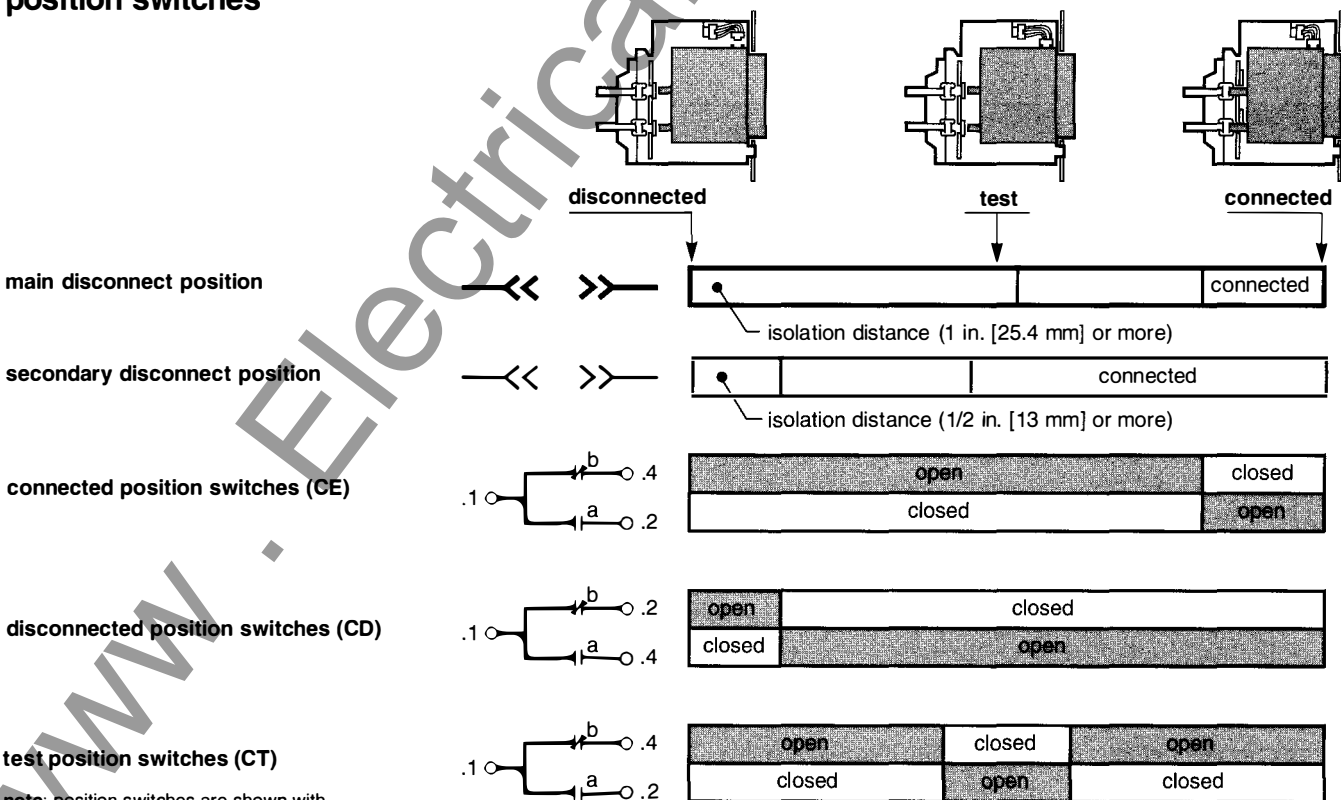 position switches
disconnected
test
connected
main disconnect position
connected
isolation distance (1 in. [25.4 mm] or more)
secondary disconnect position
connected
isolation distance (1/2 in. [13 mm] or more)
connected position switches (CE)
.1
b
.4
a
.2
open
closed
closed
open
disconnected position switches (CD)
.1
b
.2
a
.4
open
closed
closed
open
test position switches (CT)
.1
b
.4
a
.2
open
closed
open
closed
open
closed
note: position switches are shown with
www . Electrica